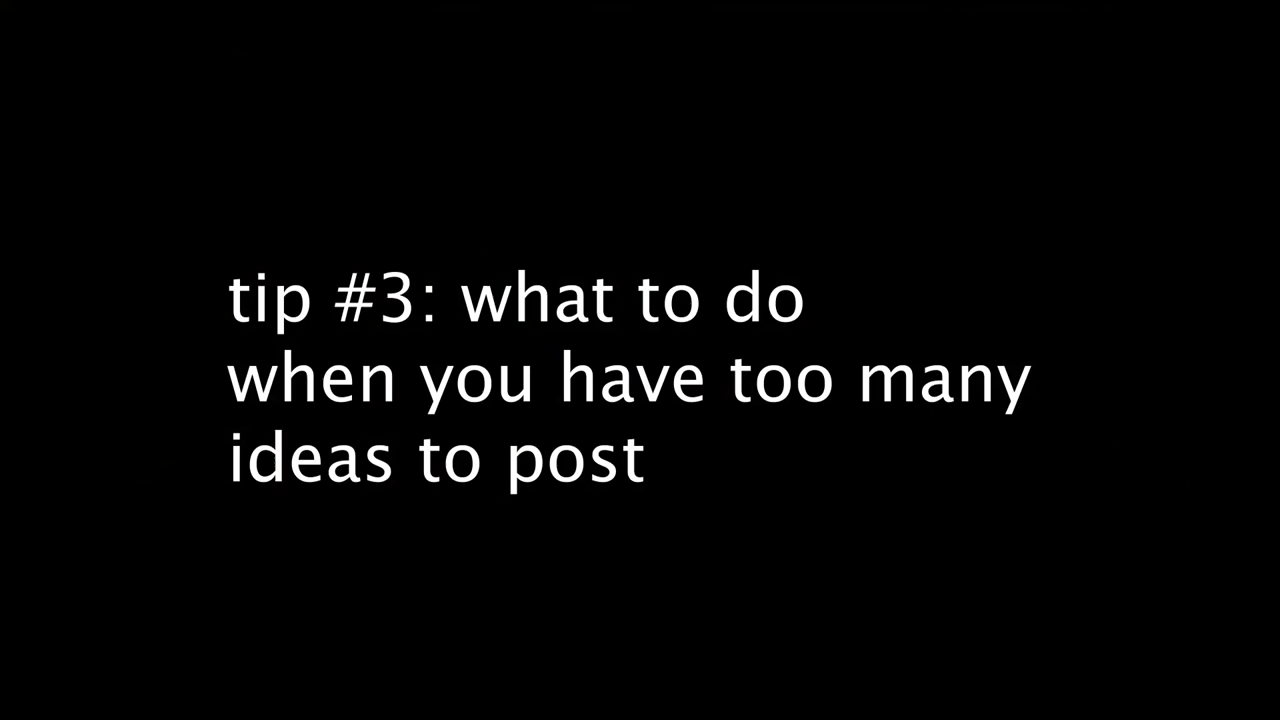 tip #3: what to do
when you have too many
ideas to post